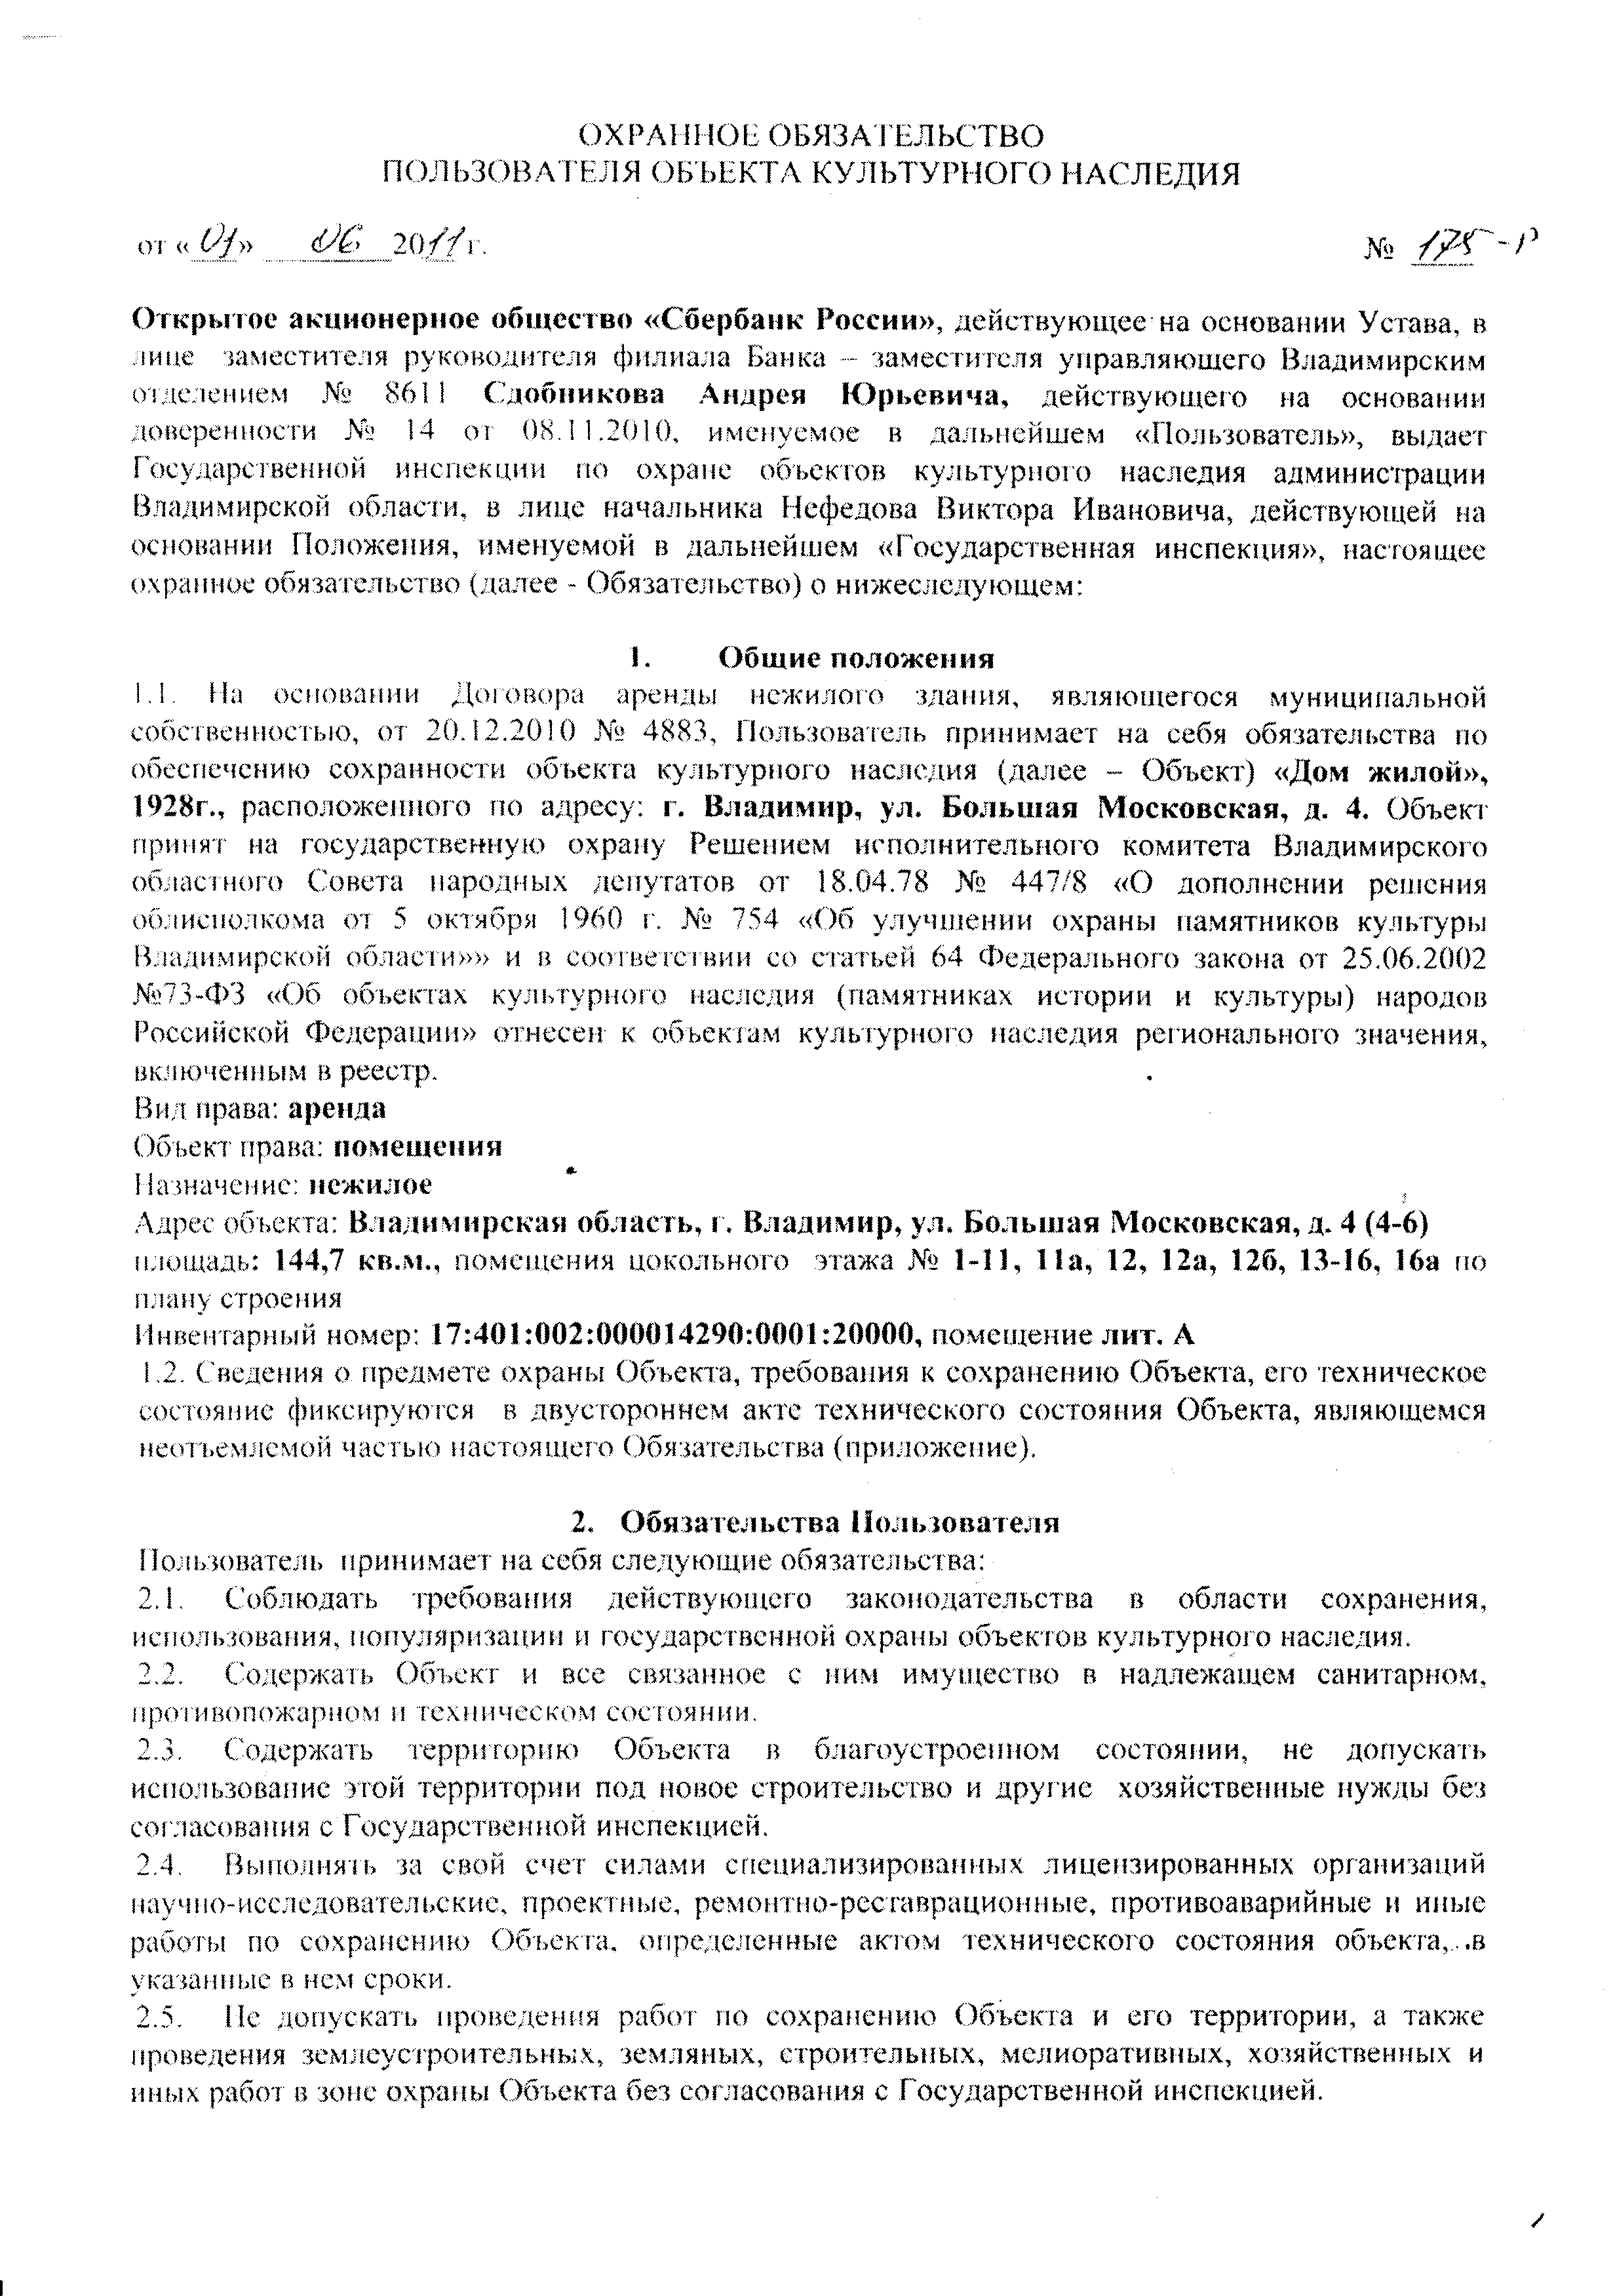 ОХРАННОЕ ОБЯЗАТЕЛЬСТВО
ПОЛЬЗОВАТЕЛЯ ОБЪЕКТА КУЛЬТУРНОГО НАСЛЕДИЯ
от «01» 06 2011 г. № 175-р
Открытое акционерное общество «Сбербанк России», действующее на основании Устава, в
лице заместителя руководителя филиала Банка – заместителя управляющего Владимирским
отделением № 8611 Сдобникова Андрея Юрьевича, действующего на основании
доверенности № 14 от 08.11.2010, именуемое в дальнейшем «Пользователь», выдает
Государственной инспекции по охране объектов культурного наследия администрации
Владимирской области, в лице начальника Нефедова Виктора Ивановича, действующей на
основании Положения, именуемой в дальнейшем «Государственная инспекция», настоящее
охранное обязательство (далее - Обязательство) о нижеследующем:
1. Общие положения
1.1. На основании Договора аренды нежилого здания, являющегося муниципальной
собственностью, от 20.12.2010 № 4883, Пользователь принимает на себя обязательства по
обеспечению сохранности объекта культурного наследия (далее – Объект) «Дом жилой»,
1928г., расположенного по адресу: г. Владимир, ул. Большая Московская, д. 4. Объект
принят на государственную охрану Решением исполнительного комитета Владимирского
областного Совета народных депутатов от 18.04.78 № 447/8 «О дополнении решения
облисполкома от 5 октября 1960 г. № 754 «Об улучшении охраны памятников культуры
Владимирской области»» и в соответствии со статьей 64 Федерального закона от 25.06.2002
№73-ФЗ «Об объектах культурного наследия (памятниках истории и культуры) народов
Российской Федерации» отнесен к объектам культурного наследия регионального значения,
включенным в реестр.
Вид права: аренда
Объект права: помещения
Назначение: нежилое
Адрес объекта: Владимирская область, г. Владимир, ул. Большая Московская, д. 4 (4-6)
площадь: 144,7 кв.м., помещения цокольного этажа № 1-11, 11а, 12, 12а, 12б, 13-16, 16а по
плану строения
Инвентарный номер: 17:401:002:000014290:0001:20000, помещение лит. А
1.2. Сведения о предмете охраны Объекта, требования к сохранению Объекта, его техническое
состояние фиксируются в двустороннем акте технического состояния Объекта, являющемся
неотъемлемой частью настоящего Обязательства (приложение).
2. Обязательства Пользователя
Пользователь принимает на себя следующие обязательства:
2.1. Соблюдать требования действующего законодательства в области сохранения,
использования, популяризации и государственной охраны объектов культурного наследия.
2.2. Содержать Объект и все связанное с ним имущество в надлежащем санитарном,
противопожарном и техническом состоянии.
2.3. Содержать территорию Объекта в благоустроенном состоянии, не допускать
использование этой территории под новое строительство и другие хозяйственные нужды без
согласования с Государственной инспекцией.
2.4. Выполнять за свой счет силами специализированных лицензированных организаций
научно-исследовательские, проектные, ремонтно-реставрационные, противоаварийные и иные
работы по сохранению Объекта, определенные актом технического состояния объекта, в
указанные в нем сроки.
2.5. Не допускать проведения работ по сохранению Объекта и его территории, а также
проведения землеустроительных, земляных, строительных, мелиоративных, хозяйственных и
иных работ в зоне охраны Объекта без согласования с Государственной инспекцией.